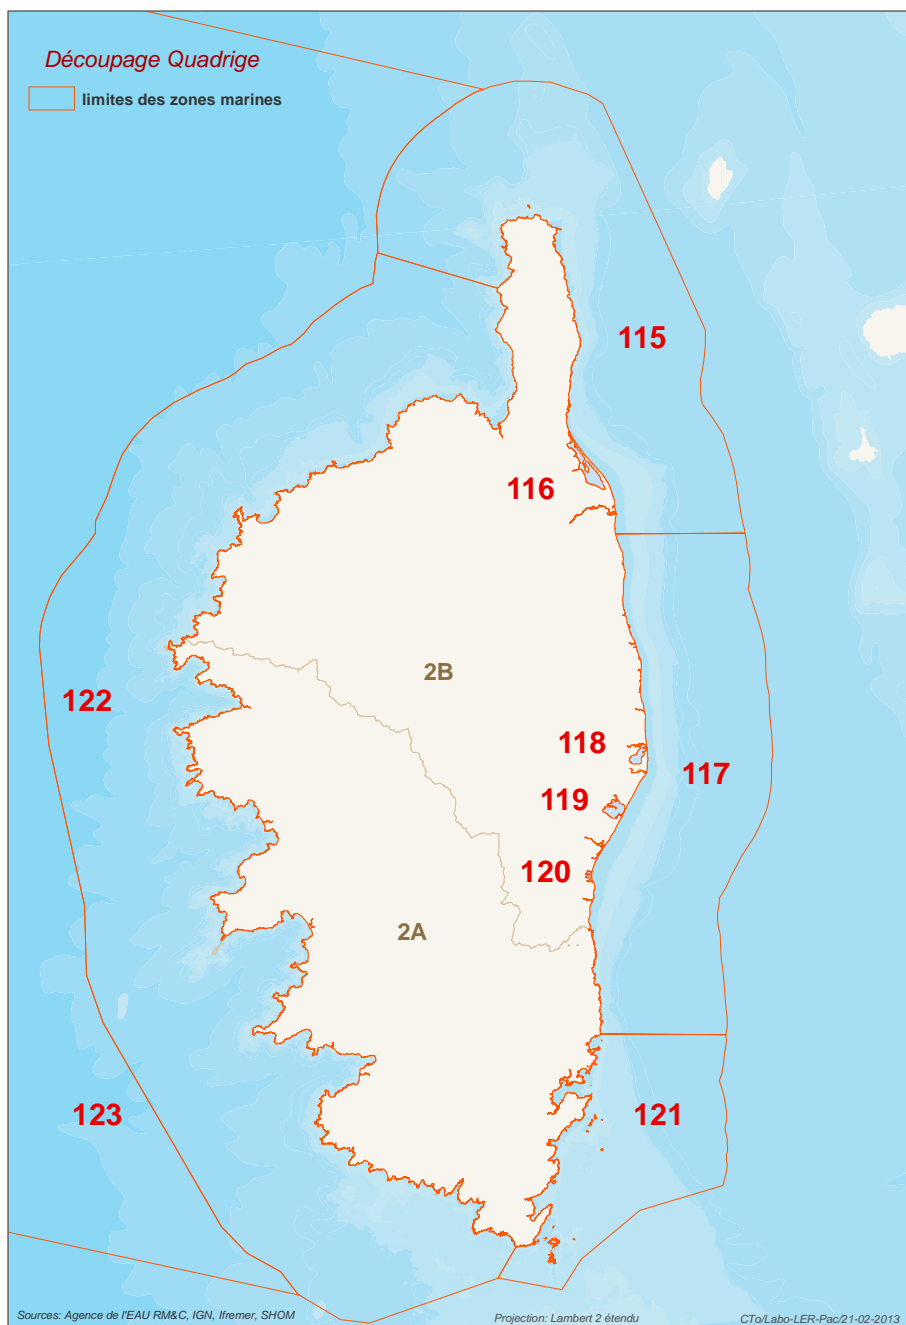 Découpage Quadrige
limites des zones marines
115
116
2B
122
118
117
119
120
2A
123
121
Sources: Agence de l'EAU RM&C, IGN, Ifremer, SHOM
Projection: Lambert 2 étendu
CTo/Labo-LER-Pac/21-02-2013